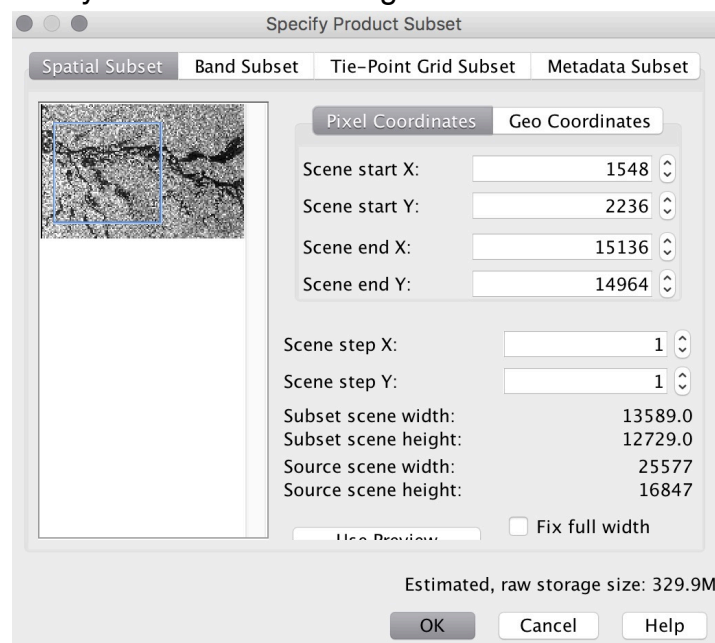 Specify Product Subset
Spatial Subset Band Subset Tie-Point Grid Subset Metadata Subset
Pixel Coordinates Geo Coordinates
Scene start X: 1548
Scene start Y: 2236
Scene end X: 15136
Scene end Y: 14964
Scene step X: 1
Scene step Y: 1
Subset scene width: 13589.0
Subset scene height: 12729.0
Source scene width: 25577
Source scene height: 16847
Use Preview Fix full width
Estimated, raw storage size: 329.9M
OK Cancel Help